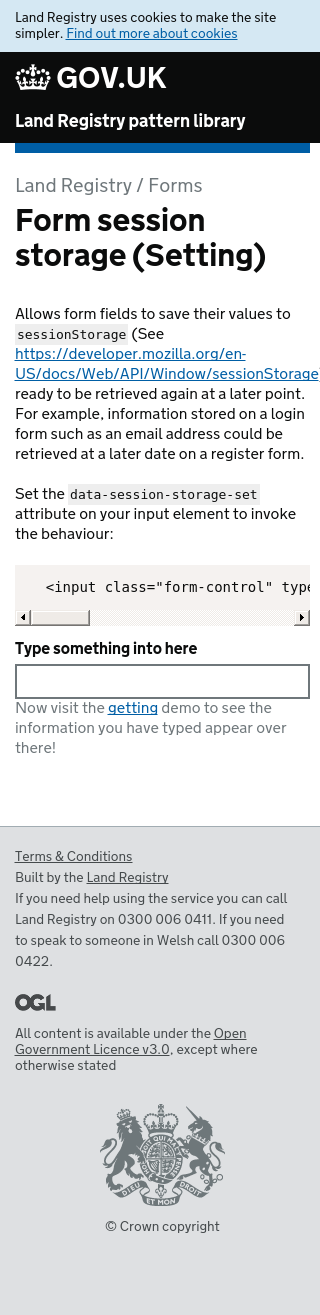 Land Registry uses cookies to make the site
simpler. Find out more about cookies
GOV.UK
Land Registry pattern library
Land Registry / Forms
Form session
storage (Setting)
Allows form fields to save their values to
sessionStorage (See
https://developer.mozilla.org/en-
US/docs/Web/API/Window/sessionStorage)
ready to be retrieved again at a later point.
For example, information stored on a login
form such as an email address could be
retrieved at a later date on a register form.
Set the data-session-storage-set
attribute on your input element to invoke
the behaviour:
<input class="form-control" type
Type something into here
Now visit the getting demo to see the
information you have typed appear over
there!
Terms & Conditions
Built by the Land Registry
If you need help using the service you can call
Land Registry on 0300 006 0411. If you need
to speak to someone in Welsh call 0300 006
0422.
OGL
All content is available under the Open
Government Licence v3.0, except where
otherwise stated
DIEU ET MON
© Crown copyright